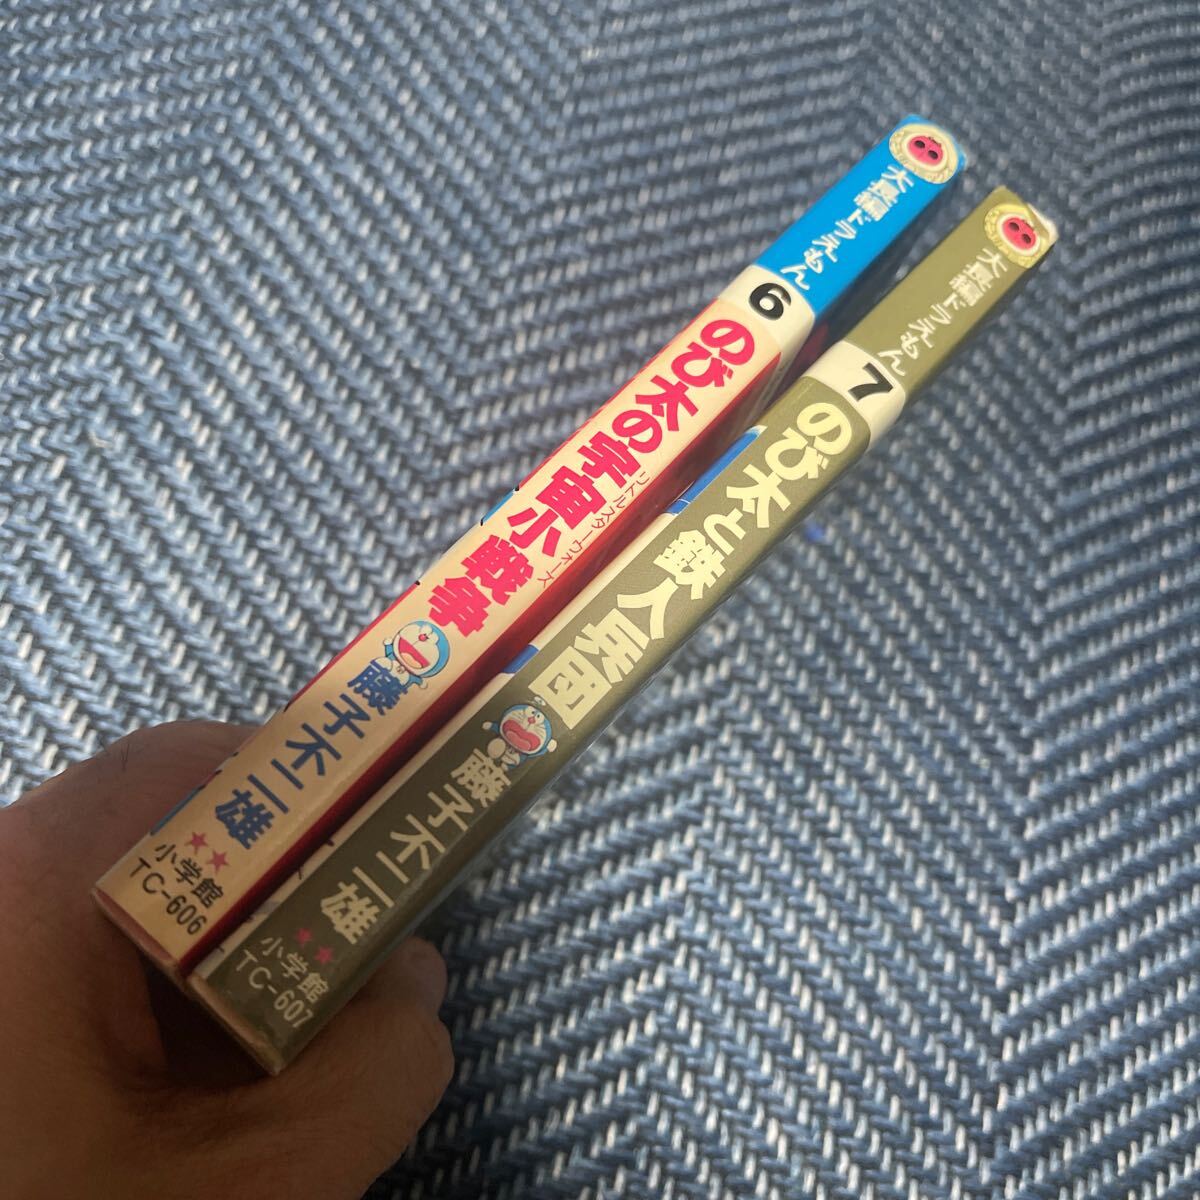 大長編ドラえもん
6
のび太の宇宙小戦争
リトルスターウォーズ
藤子不二雄
★★
小学館
TC-606
大長編ドラえもん
7
のび太と鉄人兵団
藤子不二雄
★★
小学館
TC-607